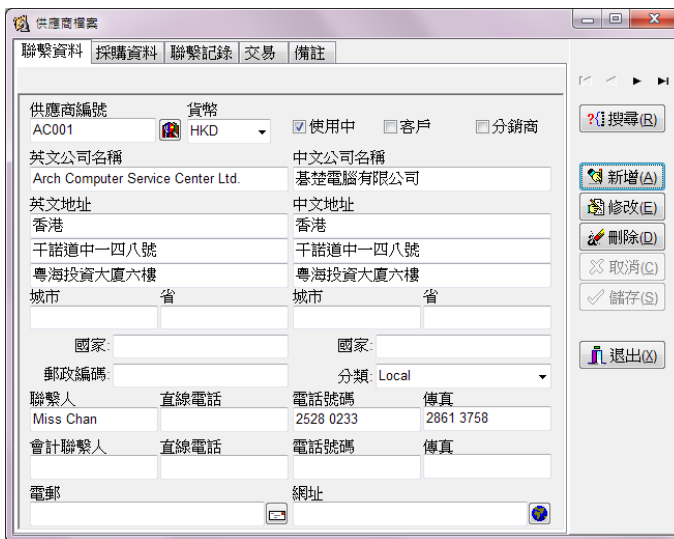 供應商檔案
聯繫資料 採購資料 聯繫記錄 交易 備註
供應商編號 貨幣
AC001 HKD 使用中 客戶 分銷商
英文公司名稱 中文公司名稱
Arch Computer Service Center Ltd. 基楚電腦有限公司
英文地址 中文地址
香港 香港
干諾道中一四八號 干諾道中一四八號
粵海投資大廈六樓 粵海投資大廈六樓
城市 省 城市 省
國家: 國家:
郵政編碼: 分類: Local
聯繫人 直線電話 電話號碼 傳真
Miss Chan 2528 0233 2861 3758
會計聯繫人 直線電話 電話號碼 傳真
電郵 網址
搜尋(R)
新增(A)
修改(E)
刪除(D)
取消(C)
儲存(S)
退出(X)